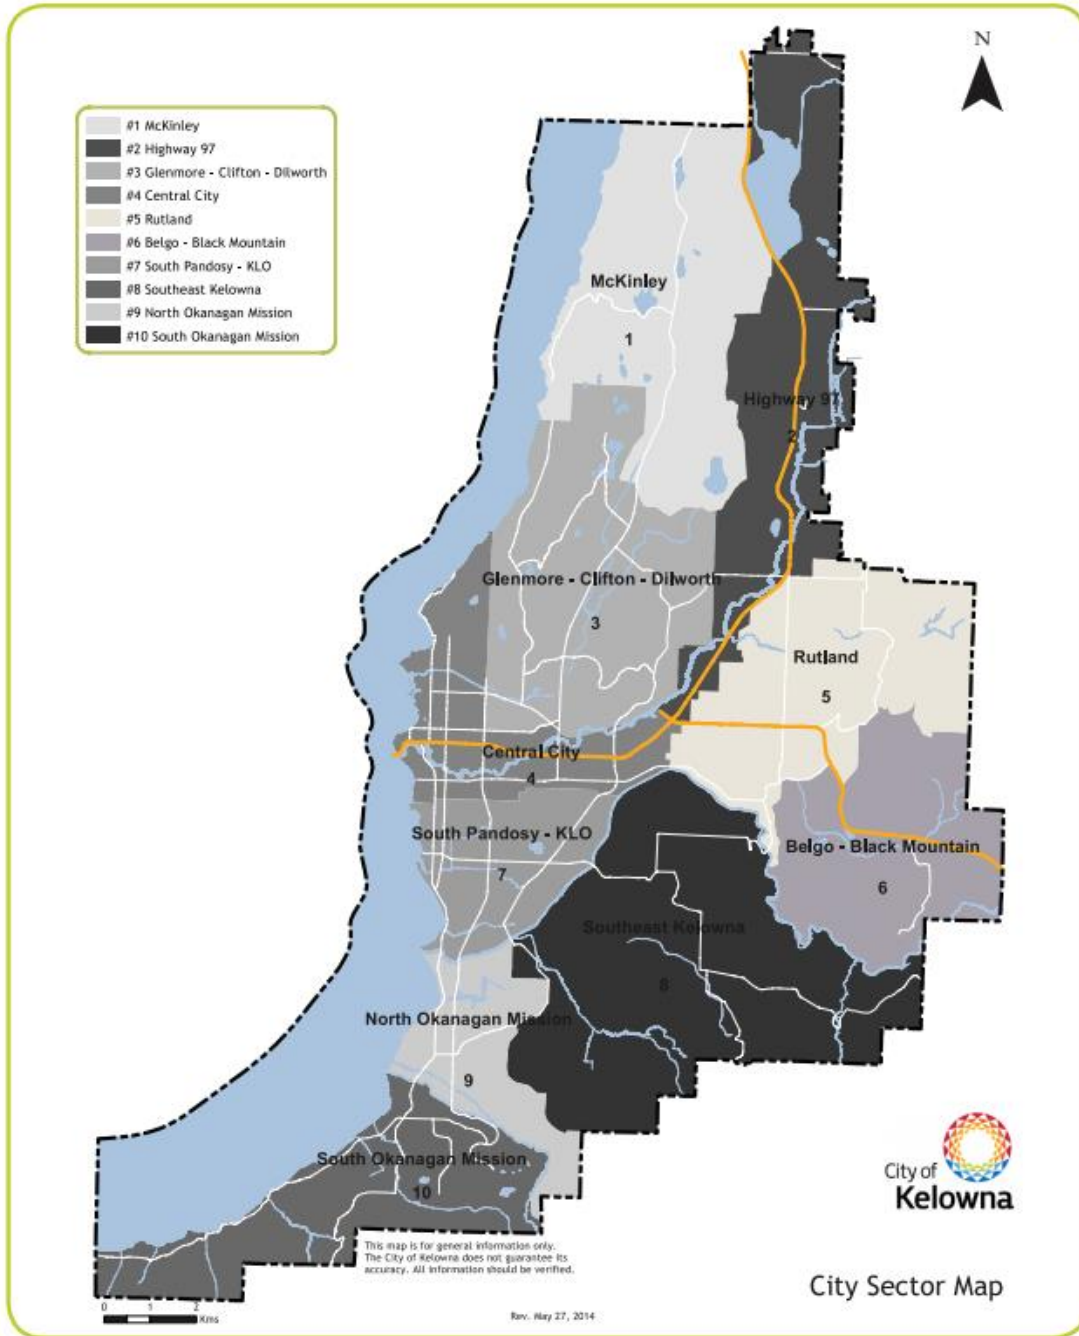 N
#1 McKinley
#2 Highway 97
#3 Glenmore - Clifton - Dilworth
#4 Central City
#5 Rutland
#6 Belgo - Black Mountain
#7 South Pandosy - KLO
#8 Southeast Kelowna
#9 North Okanagan Mission
#10 South Okanagan Mission
McKinley
1
Highway 97
2
Glenmore - Clifton - Dilworth
3
Rutland
5
Central City
4
South Pandosy - KLO
7
Belgo - Black Mountain
6
Southeast Kelowna
8
North Okanagan Mission
9
South Okanagan Mission
10
City of
Kelowna
This map is for general information only.
The City of Kelowna does not guarantee its
accuracy. All information should be verified.
City Sector Map
0 1 2
Kms
Rev. May 27, 2014